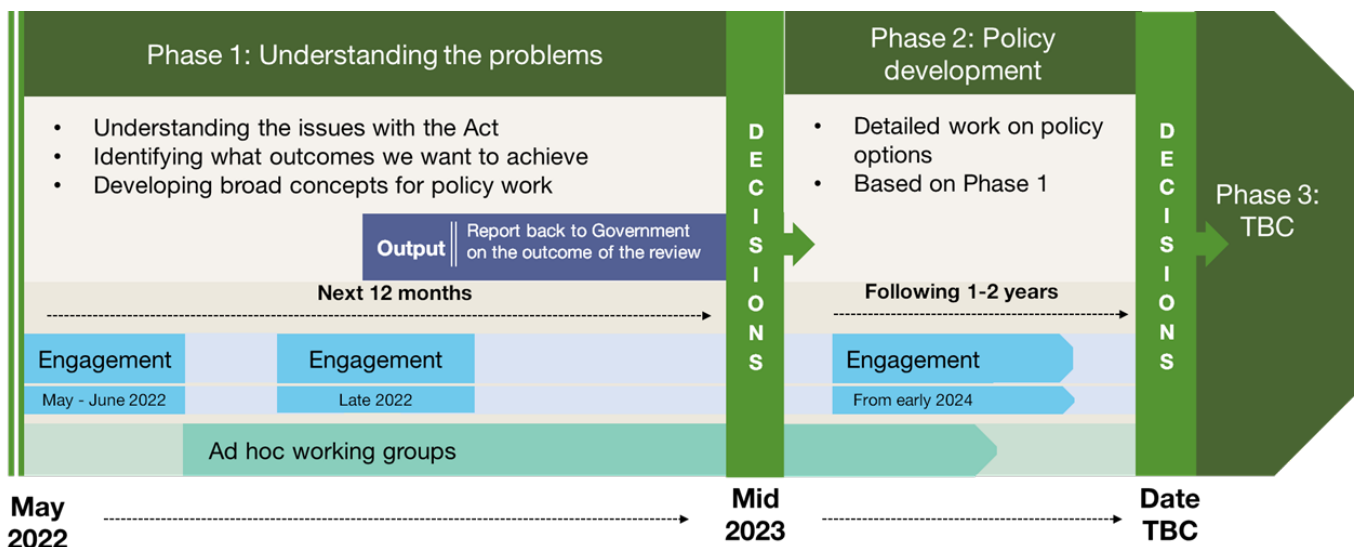 Phase 1: Understanding the problems
• Understanding the issues with the Act
• Identifying what outcomes we want to achieve
• Developing broad concepts for policy work
Output
Report back to Government
on the outcome of the review
Next 12 months
Engagement
May - June 2022
Engagement
Late 2022
Ad hoc working groups
DECISIONS
Phase 2: Policy
development
• Detailed work on policy
options
• Based on Phase 1
Following 1-2 years
Engagement
From early 2024
DECISIONS
Phase 3:
TBC
May
2022
Mid
2023
Date
TBC